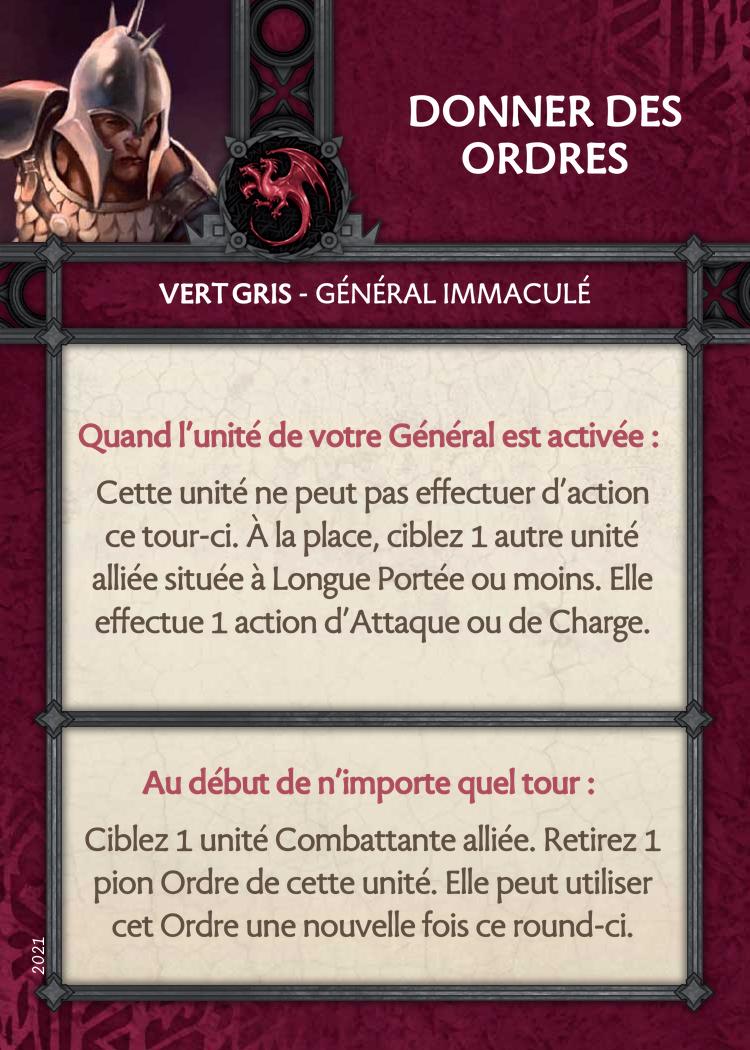 DONNER DES
ORDRES
VERT GRIS - GÉNÉRAL IMMACULÉ
Quand l'unité de votre Général est activée :
Cette unité ne peut pas effectuer d'action
ce tour-ci. À la place, ciblez 1 autre unité
alliée située à Longue Portée ou moins. Elle
effectue 1 action d'Attaque ou de Charge.
Au début de n'importe quel tour :
Ciblez 1 unité Combattante alliée. Retirez 1
pion Ordre de cette unité. Elle peut utiliser
cet Ordre une nouvelle fois ce round-ci.
2021